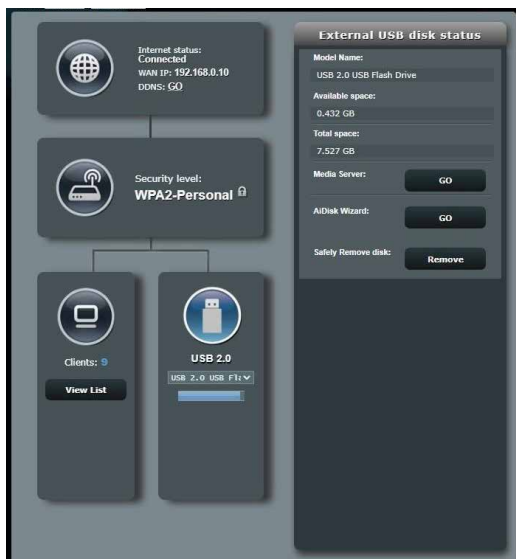 Internet status:
Connected
WAN IP: 192.168.0.10
DDNS: GO
Security level:
WPA2-Personal
Clients: 9
View List
USB 2.0
USB 2.0 USB Fla
External USB disk status
Model Name:
USB 2.0 USB Flash Drive
Available space:
0.432 GB
Total space:
7.527 GB
Media Server:
GO
AiDisk Wizard:
GO
Safely Remove disk:
Remove